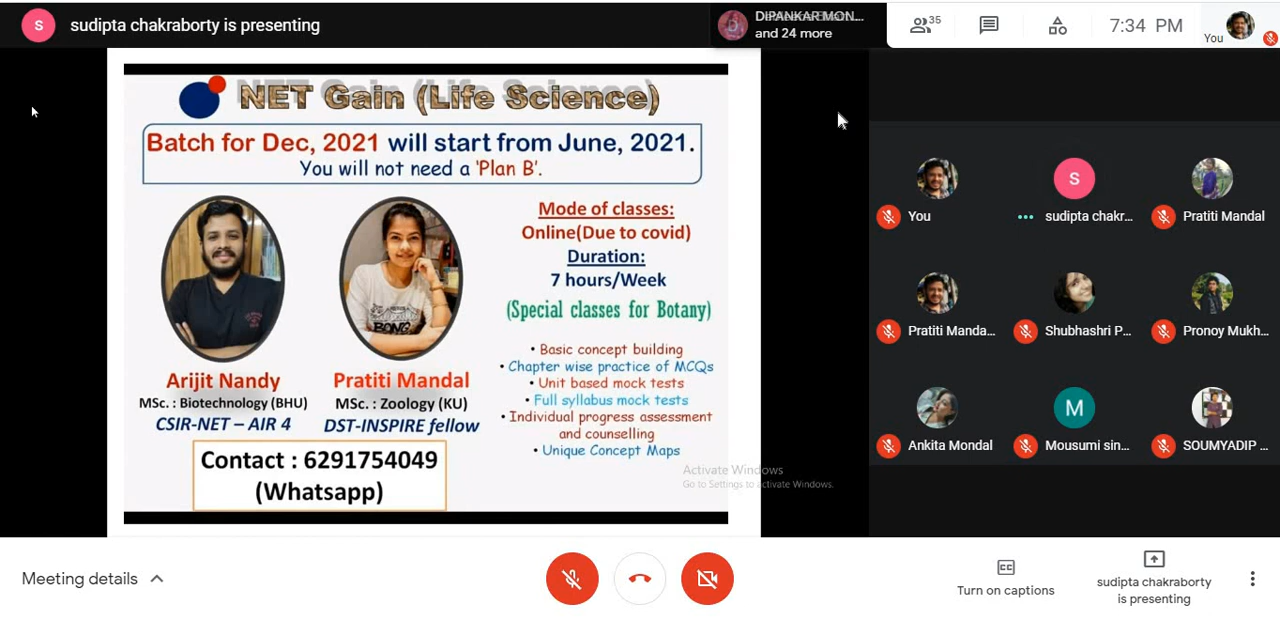 S
sudipta chakraborty is presenting
and 24 more
35
7:34 PM
You
NET Gain (Life Science)
Batch for Dec, 2021 will start from June, 2021.
You will not need a 'Plan B'.
Mode of classes:
Online(Due to covid)
Duration:
7 hours/Week
(Special classes for Botany)
• Basic concept building
• Chapter wise practice of MCQs
• Unit based mock tests
• Full syllabus mock tests
• Individual progress assessment
and counselling
• Unique Concept Maps
Arijit Nandy
MSc. : Biotechnology (BHU)
CSIR-NET – AIR 4
Pratiti Mandal
MSc. : Zoology (KU)
DST-INSPIRE fellow
Contact : 6291754049
(Whatsapp)
Activate Windows
Go to Settings to activate Windows.
You
S
sudipta chakr...
Pratiti Mandal
Pratiti Manda...
Shubhashri P...
Pronoy Mukh...
Ankita Mondal
M
Mousumi sin...
SOUMYADIP ...
Meeting details
CC
Turn on captions
sudipta chakraborty
is presenting